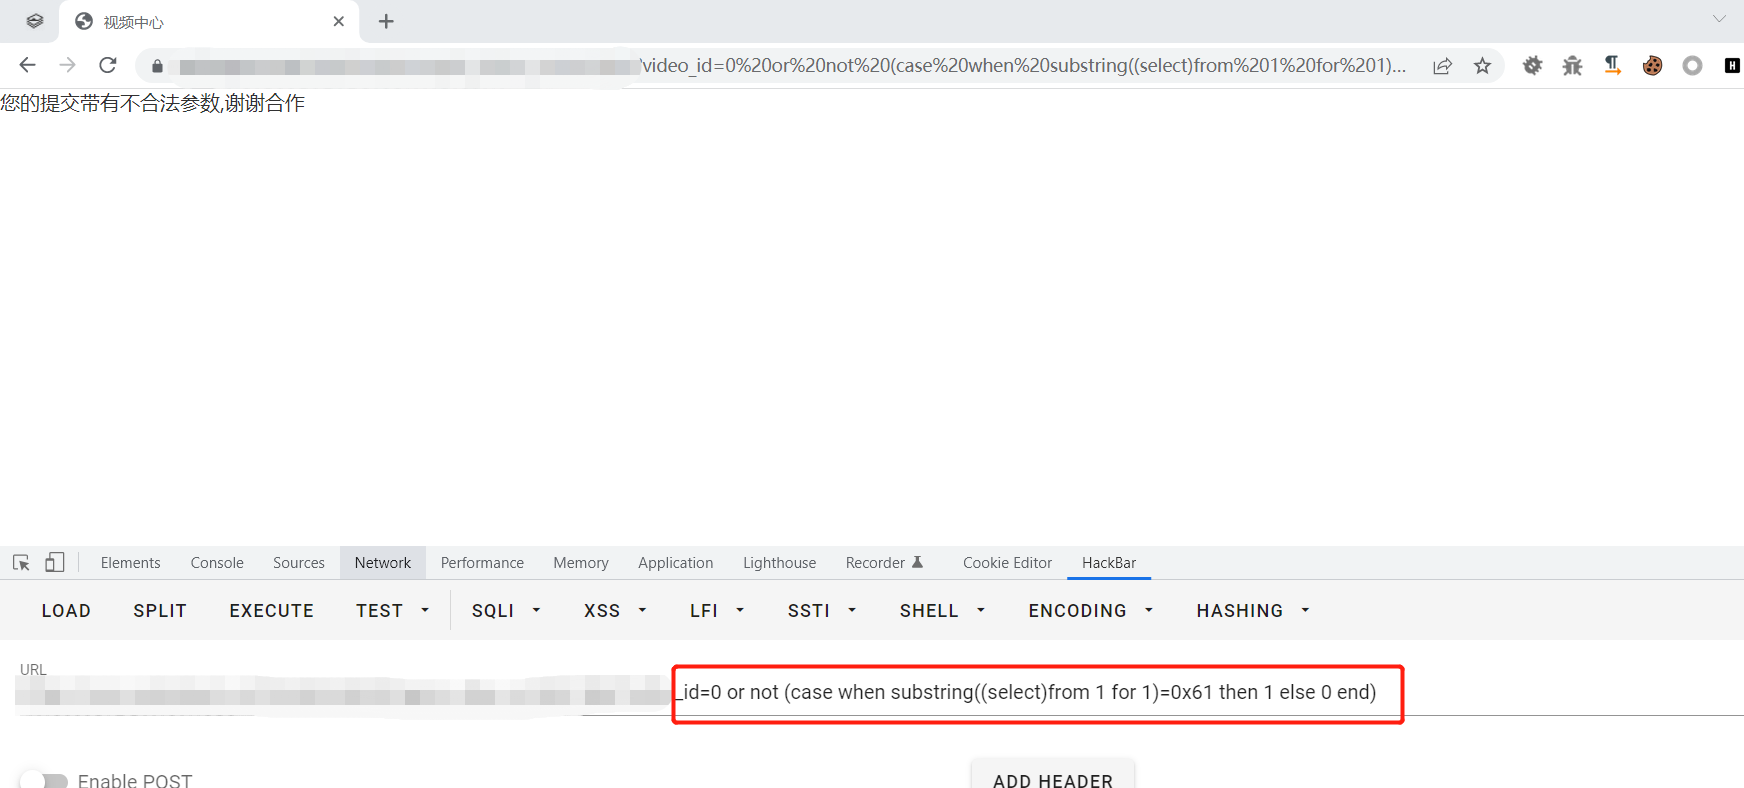 视频中心
?video_id=0%20or%20not%20(case%20when%20substring((select)from%201%20for%201)...
您的提交带有不合法参数,谢谢合作
Elements Console Sources Network Performance Memory Application Lighthouse Recorder Cookie Editor HackBar
LOAD SPLIT EXECUTE TEST SQLI XSS LFI SSTI SHELL ENCODING HASHING
URL
_id=0 or not (case when substring((select)from 1 for 1)=0x61 then 1 else 0 end)
Enable POST ADD HEADER